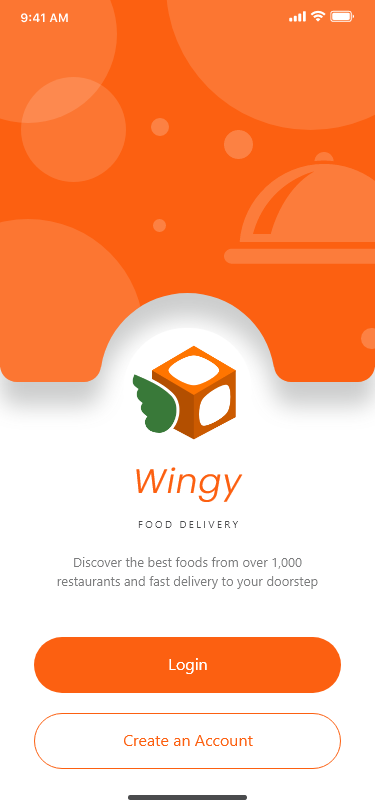 9:41 AM
Wingy
FOOD DELIVERY
Discover the best foods from over 1,000
restaurants and fast delivery to your doorstep
Login
Create an Account